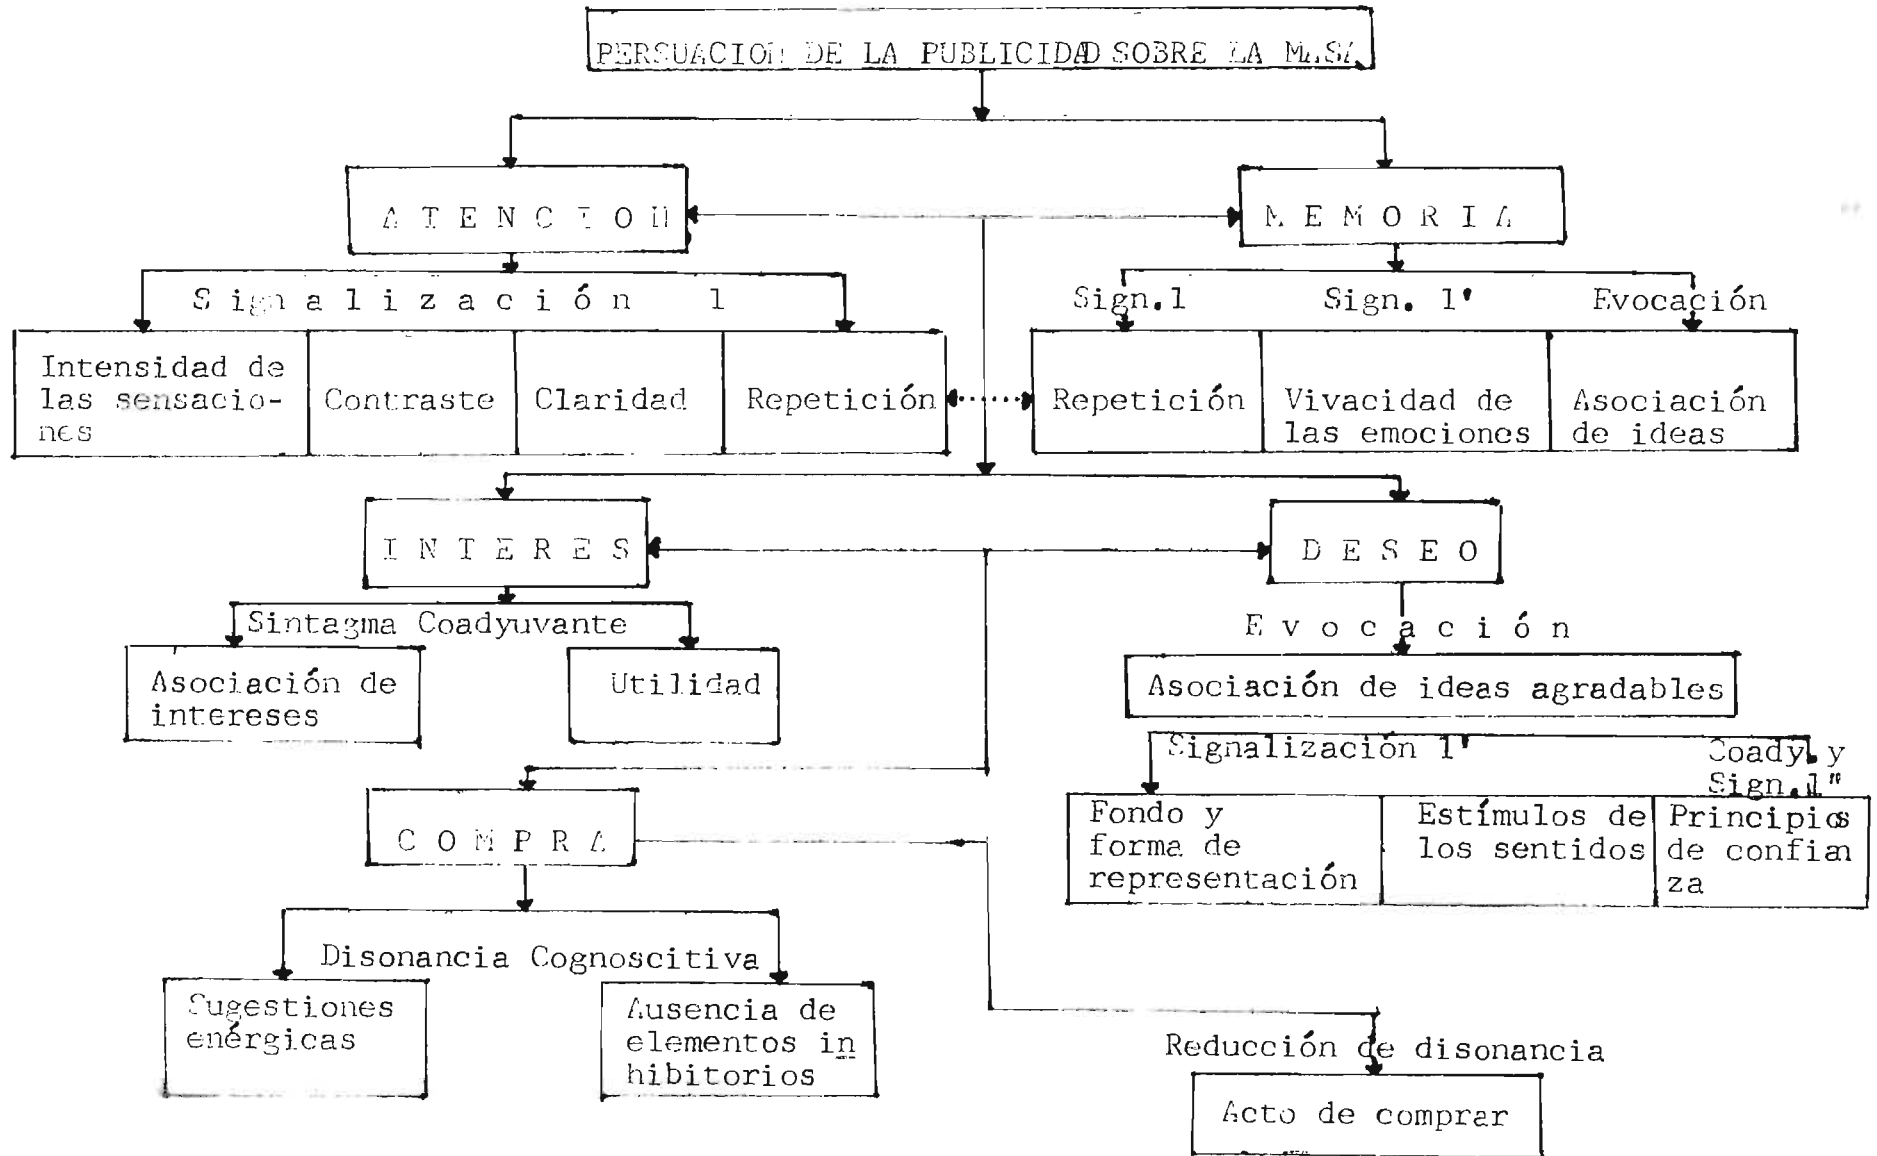 PERSUACION DE LA PUBLICIDAD SOBRE LA MASA
A T E N C I O N
M E M O R I A
S i g n a l i z a c i ó n 1
Sign.1
Sign. 1'
Evocación
Intensidad de
las sensacio-
nes
Contraste
Claridad
Repetición
Repetición
Vivacidad de
las emociones
Asociación
de ideas
I N T E R E S
D E S E O
Sintagma Coadyuvante
E v o c a c i ó n
Asociación de
intereses
Utilidad
Asociación de ideas agradables
Signalización 1'
Coady. y
Sign.1"
C O M P R A
Fondo y
forma de
representación
Estímulos de
los sentidos
Principios
de confian
za
Disonancia Cognoscitiva
Sugestiones
enérgicas
Ausencia de
elementos in
hibitorios
Reducción de disonancia
Acto de comprar